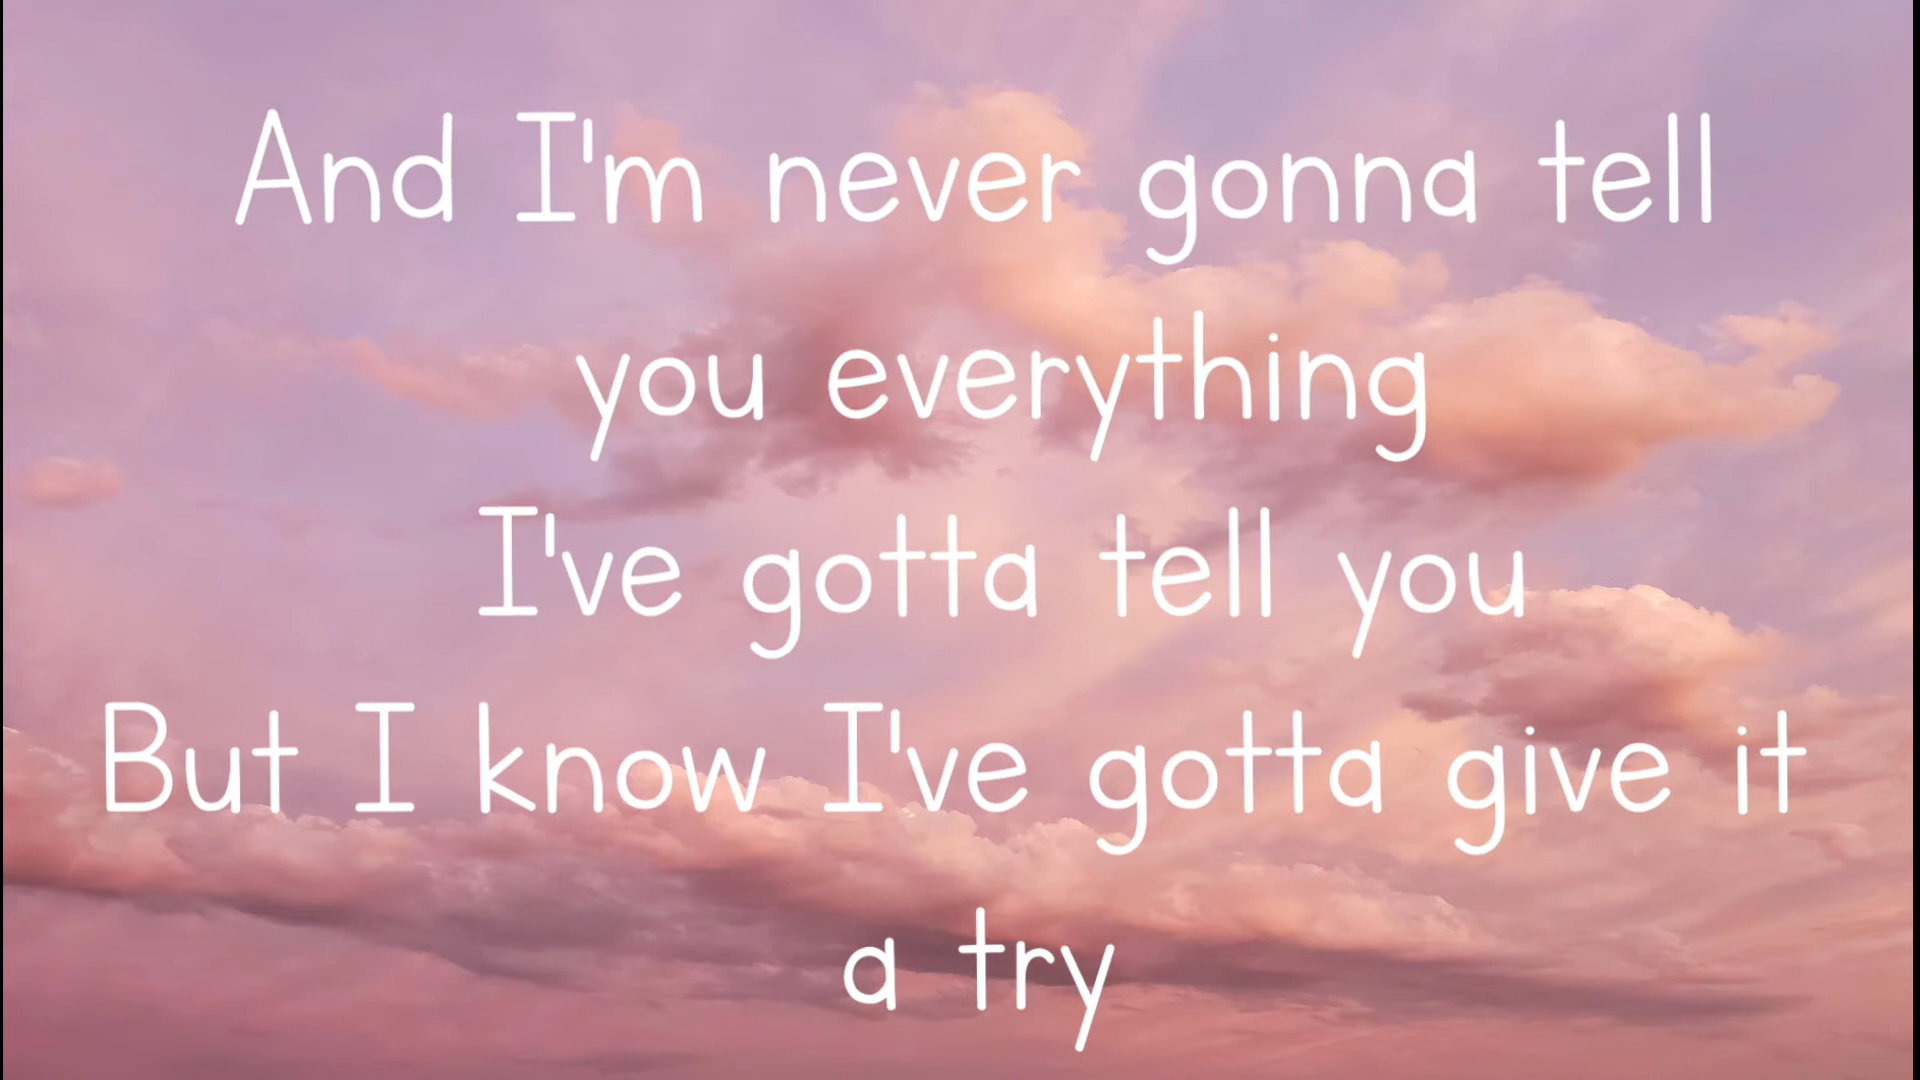 And I'm never gonna tell
you everything
I've gotta tell you
But I know I've gotta give it
a try